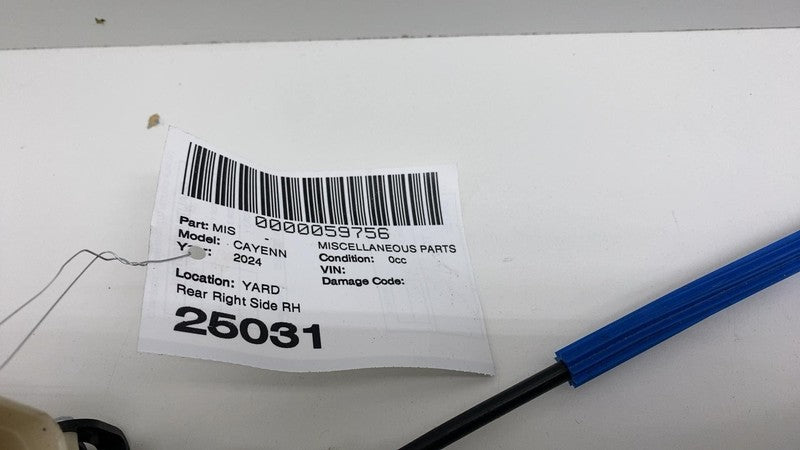 0000059756
Part: MIS -
MISCELLANEOUS PARTS
Model: CAYENN
Condition: 0cc
Year: 2024
VIN:
Damage Code:
Location: YARD
Rear Right Side RH
25031